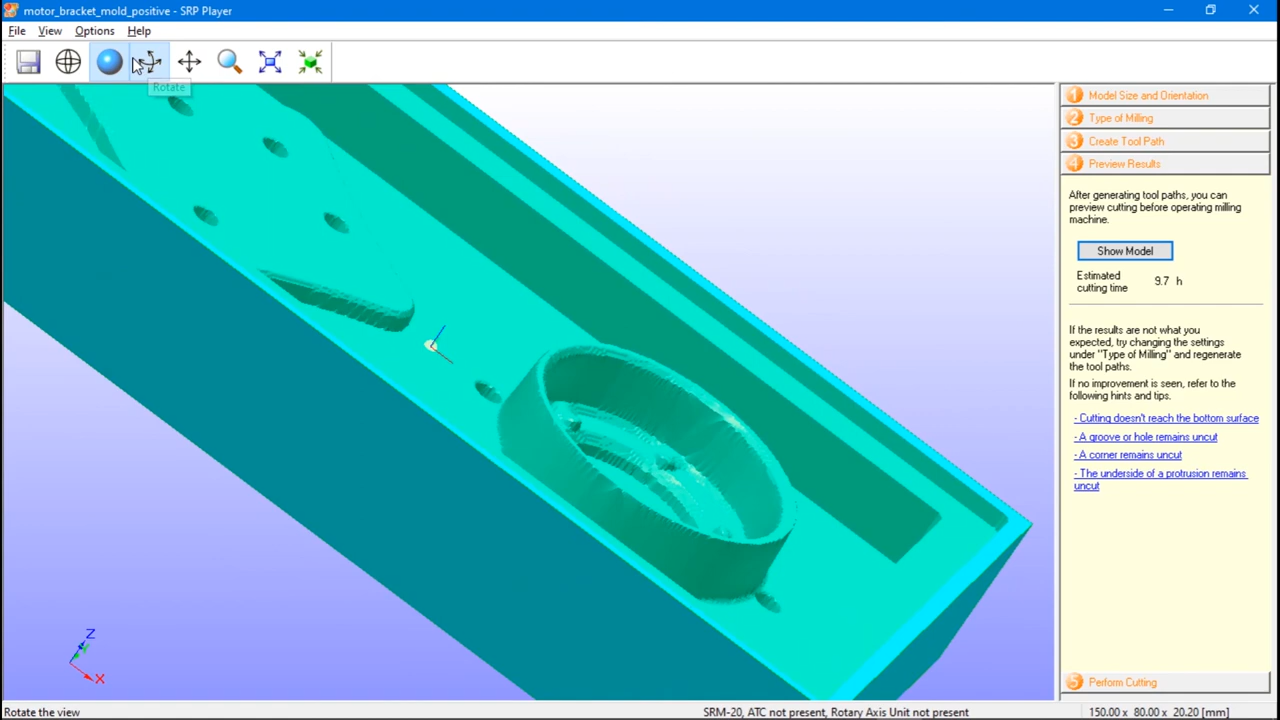 motor_bracket_mold_positive - SRP Player
File View Options Help
Rotate
1 Model Size and Orientation
2 Type of Milling
3 Create Tool Path
4 Preview Results
After generating tool paths, you can
preview cutting before operating milling
machine.
Show Model
Estimated
cutting time
9.7 h
If the results are not what you
expected, try changing the settings
under "Type of Milling" and regenerate
the tool paths.
If no improvement is seen, refer to the
following hints and tips.
- Cutting doesn't reach the bottom surface
- A groove or hole remains uncut
- A corner remains uncut
- The underside of a protrusion remains
uncut
Z
Y
X
5 Perform Cutting
Rotate the view
SRM-20, ATC not present, Rotary Axis Unit not present
150.00 x 80.00 x 20.20 [mm]